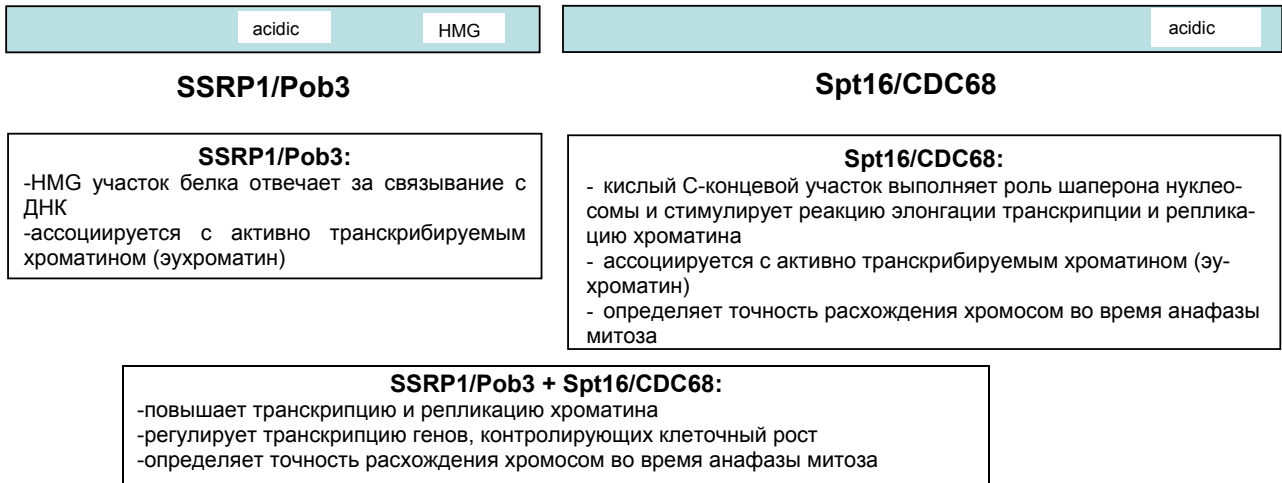 acidic
HMG
acidic
SSRP1/Pob3
Spt16/CDC68
SSRP1/Pob3:
-HMG участок белка отвечает за связывание с
ДНК
-ассоциируется с активно транскрибируемым
хроматином (эухроматин)
Spt16/CDC68:
- кислый С-концевой участок выполняет роль шаперона нуклео-
сомы и стимулирует реакцию элонгации транскрипции и реплика-
цию хроматина
- ассоциируется с активно транскрибируемым хроматином (эу-
хроматин)
- определяет точность расхождения хромосом во время анафазы
митоза
SSRP1/Pob3 + Spt16/CDC68:
-повышает транскрипцию и репликацию хроматина
-регулирует транскрипцию генов, контролирующих клеточный рост
-определяет точность расхождения хромосом во время анафазы митоза